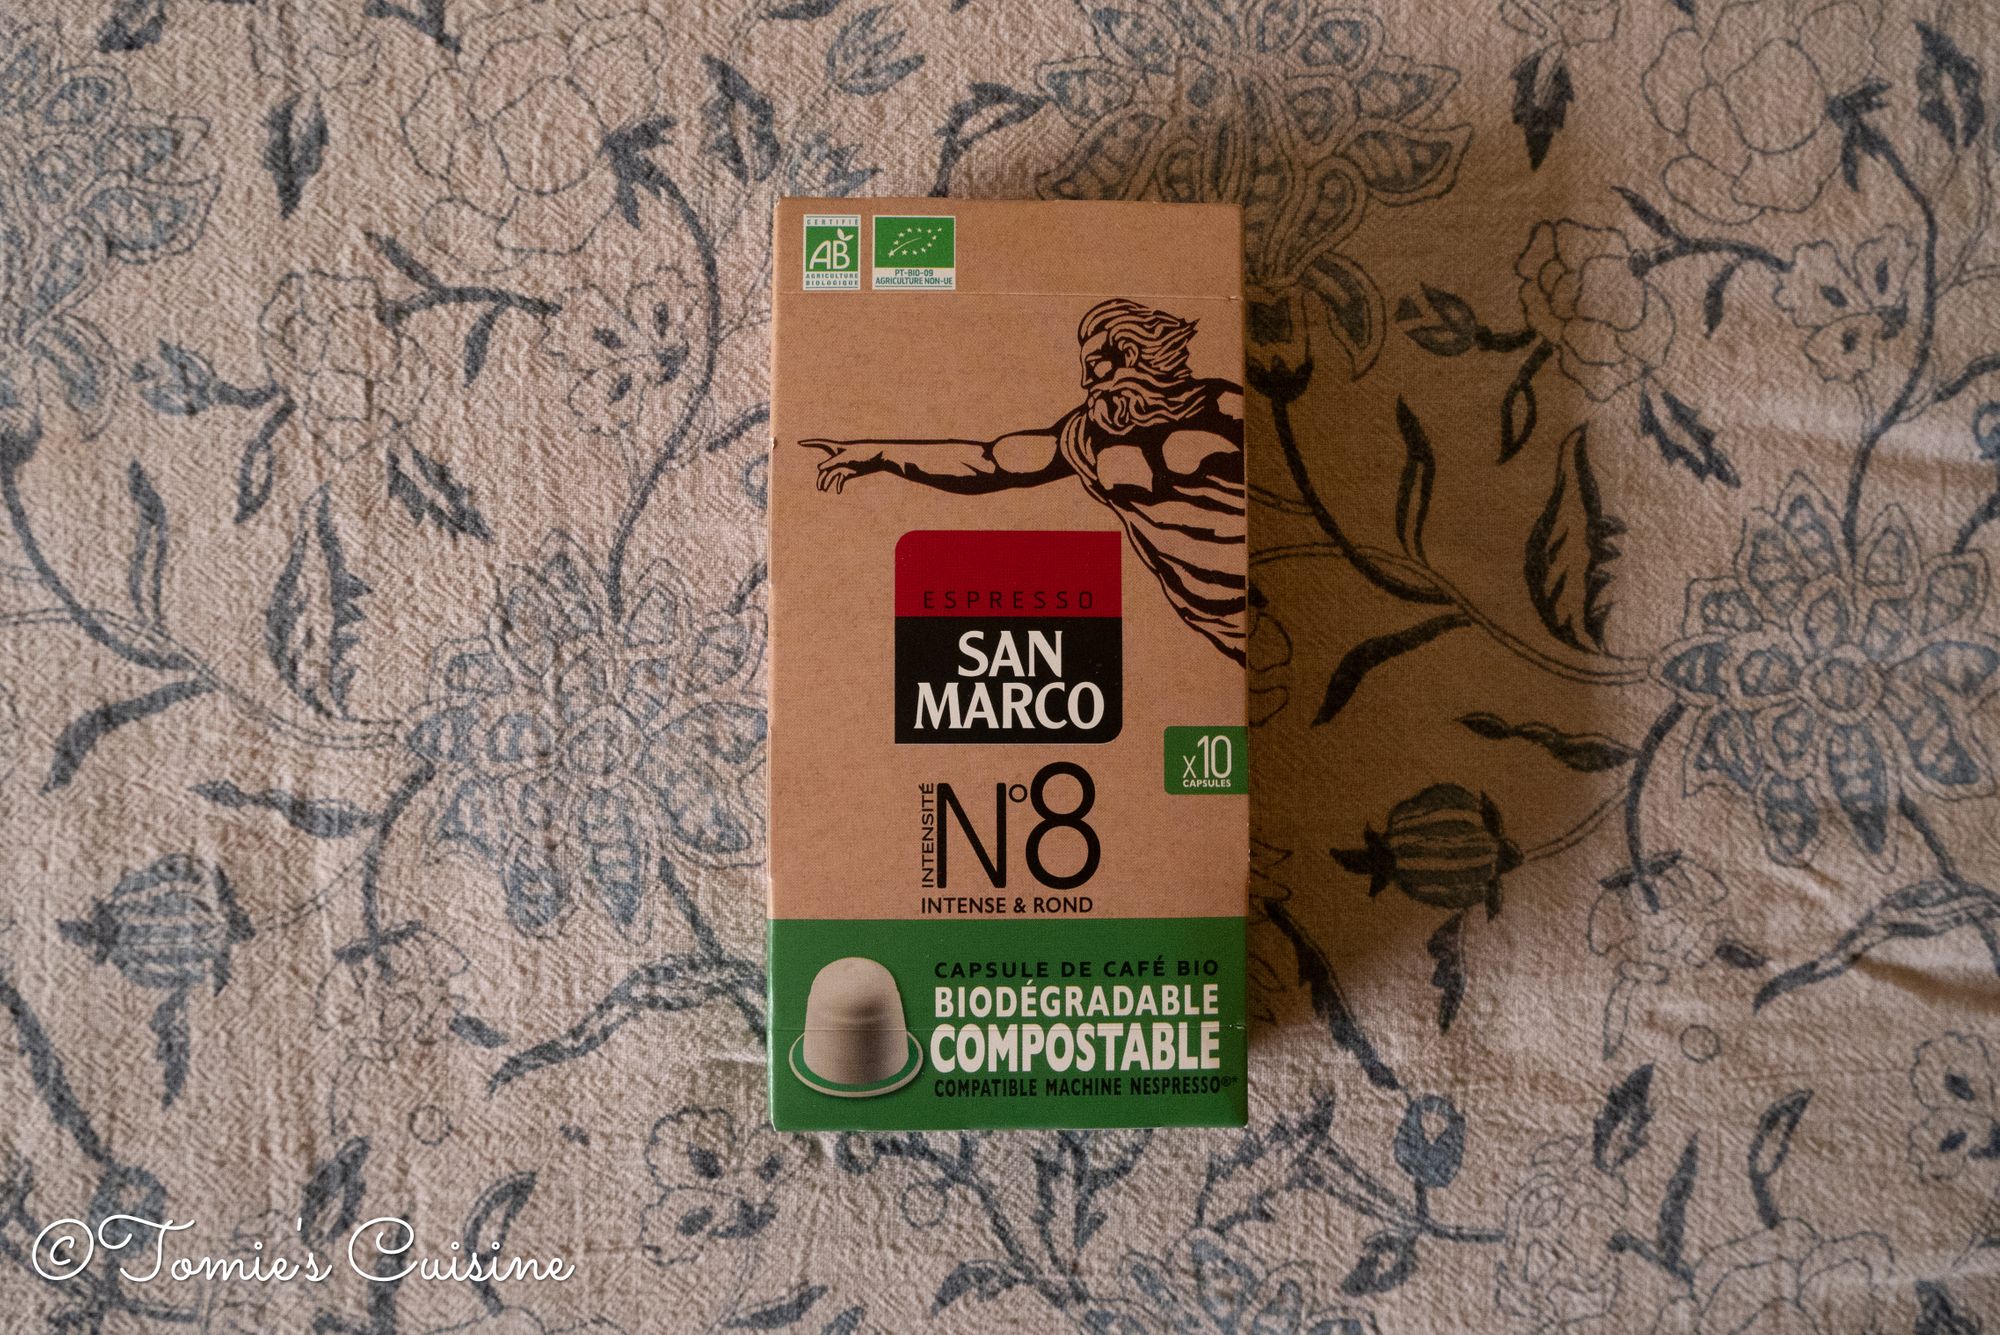 CERTIFIÉ
AB
AGRICULTURE
BIOLOGIQUE
PT-BIO-09
AGRICULTURE NON-UE
ESPRESSO
SAN
MARCO
x10
CAPSULES
INTENSITÉ
N°8
INTENSE & ROND
CAPSULE DE CAFÉ BIO
BIODÉGRADABLE
COMPOSTABLE
COMPATIBLE MACHINE NESPRESSO®*
©Tomie's Cuisine